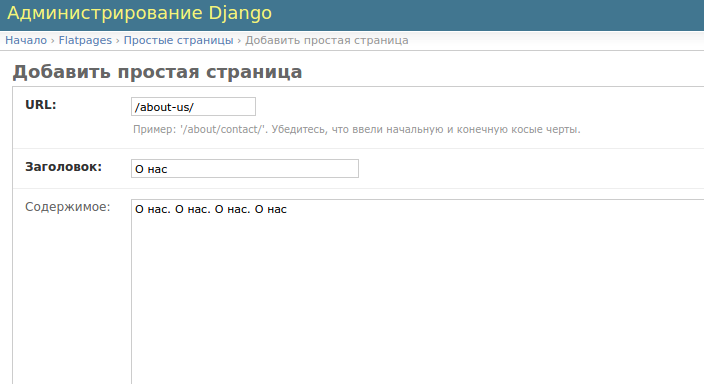 Администрирование Django
Начало › Flatpages › Простые страницы › Добавить простая страница
Добавить простая страница
URL: /about-us/
Пример: '/about/contact/'. Убедитесь, что ввели начальную и конечную косые черты.
Заголовок: О нас
Содержимое: О нас. О нас. О нас. О нас